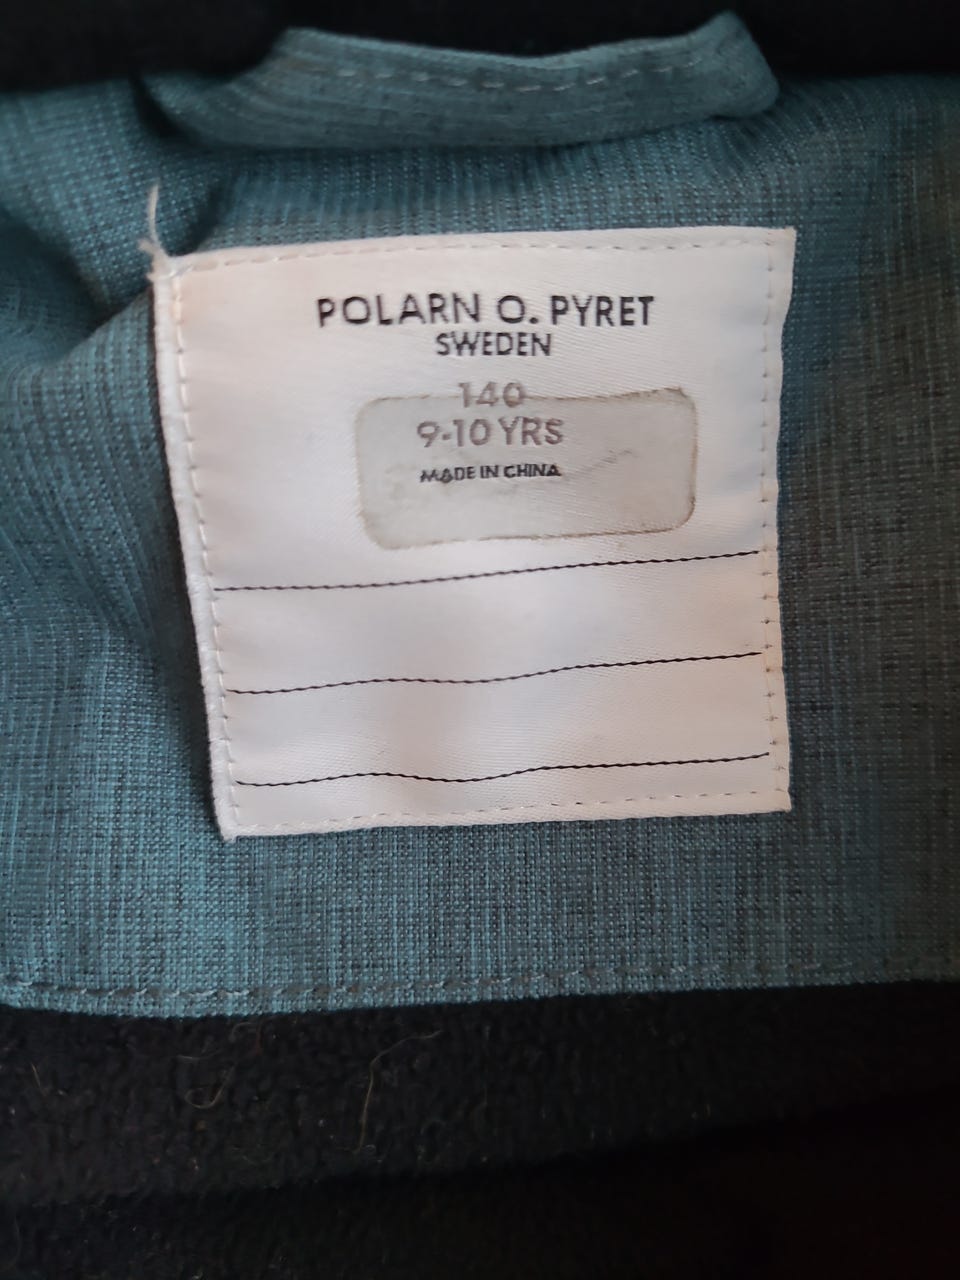 POLARN O. PYRET
SWEDEN
140
9-10 YRS
MADE IN CHINA